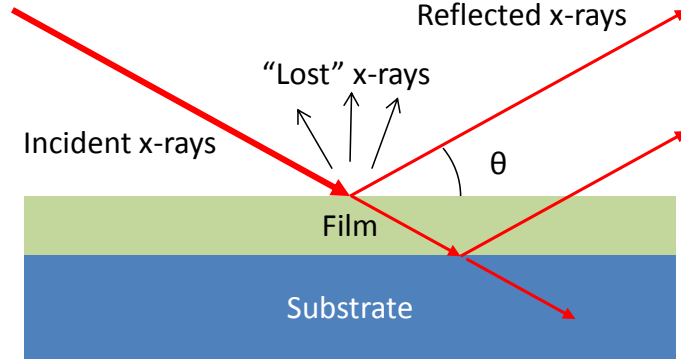 Reflected x-rays
“Lost” x-rays
Incident x-rays
θ
Film
Substrate